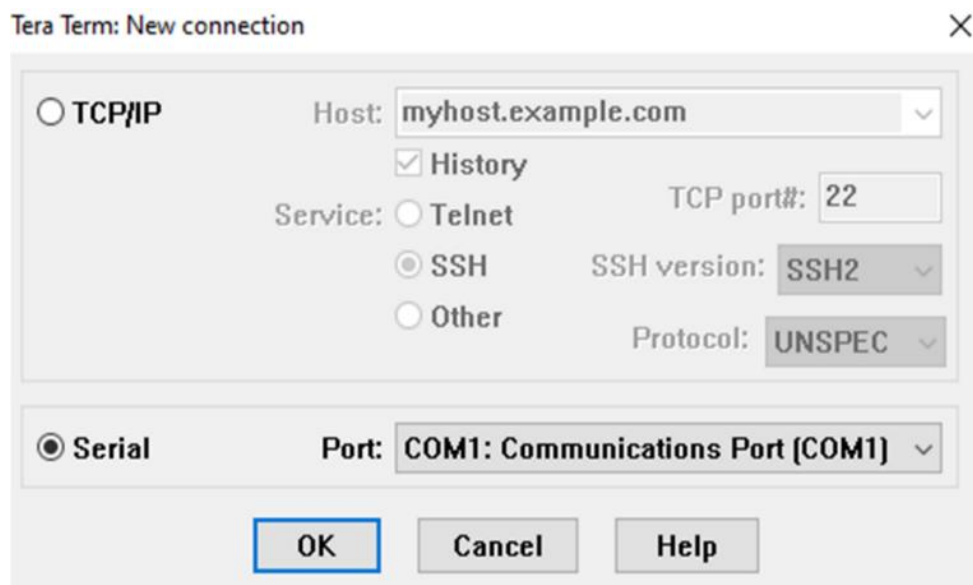 Tera Term: New connection
TCP/IP Host: myhost.example.com
History
Service: Telnet TCP port#: 22
SSH SSH version: SSH2
Other Protocol: UNSPEC
Serial Port: COM1: Communications Port (COM1)
OK Cancel Help